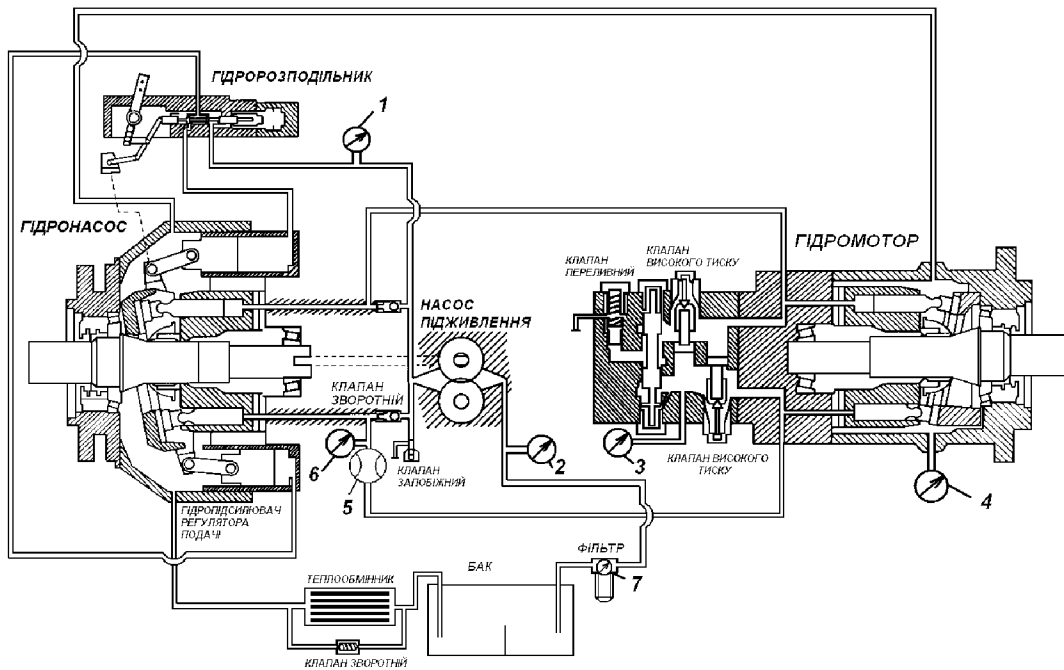 ГІДРОРОЗПОДІЛЬНИК
1
ГІДРОНАСОС
КЛАПАН
ПЕРЕЛИВНИЙ
КЛАПАН
ВИСОКОГО ТИСКУ
ГІДРОМОТОР
НАСОС
ПІДЖИВЛЕННЯ
КЛАПАН
ЗВОРОТНІЙ
6
5
КЛАПАН
ЗАПОБІЖНИЙ
2
3
КЛАПАН ВИСОКОГО
ТИСКУ
4
ГІДРОПІДСИЛЮВАЧ
РЕГУЛЯТОРА
ПОДАЧІ
ФІЛЬТР
7
ТЕПЛООБМІННИК
БАК
КЛАПАН ЗВОРОТНІЙ